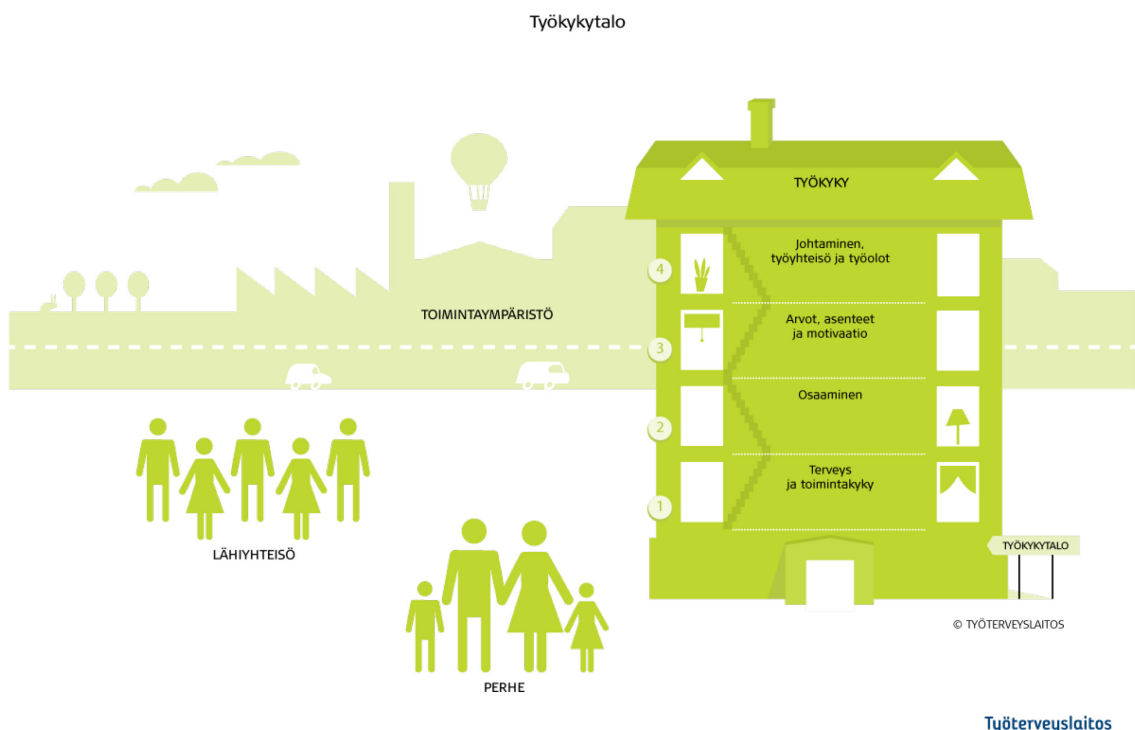 Työkykytalo
TYÖKYKY
Johtaminen,
työyhteisö ja työolot
4
TOIMINTAYMPÄRISTÖ
Arvot, asenteet
ja motivaatio
3
Osaaminen
2
Terveys
ja toimintakyky
1
LÄHIYHTEISÖ
TYÖKYKYTALO
© TYÖTERVEYSLAITOS
PERHE
Työterveyslaitos